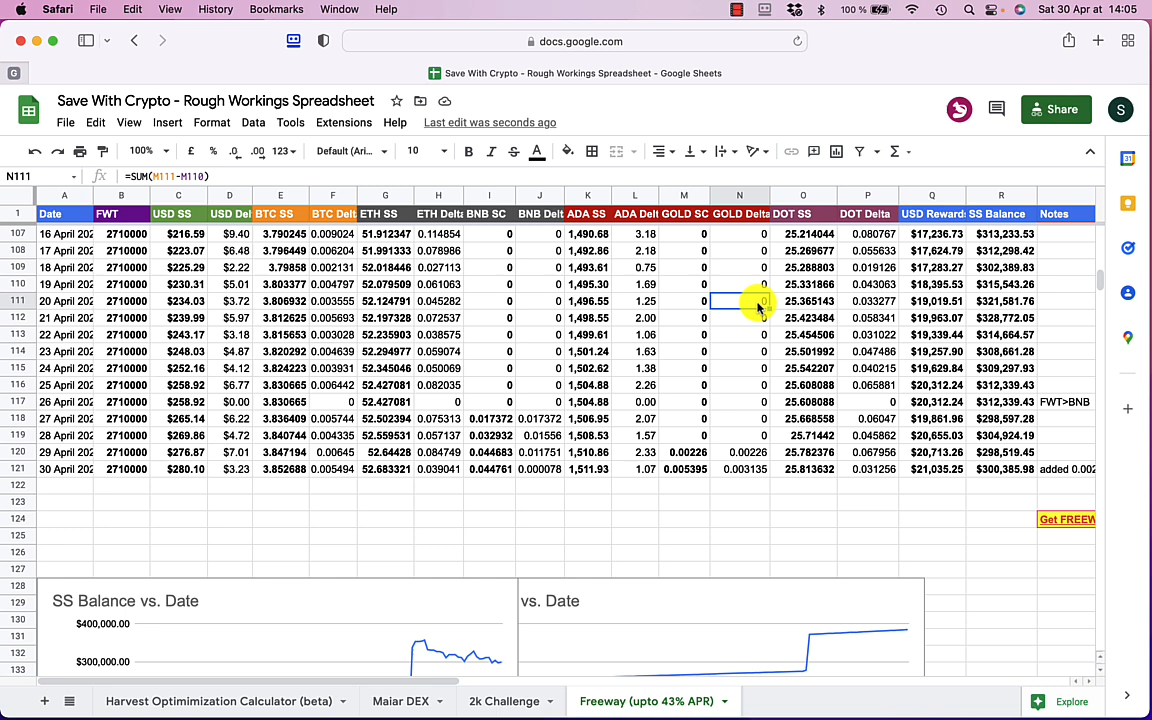 Safari File Edit View History Bookmarks Window Help 100 % Sat 30 Apr at 14:05
docs.google.com
G Save With Crypto - Rough Workings Spreadsheet - Google Sheets
Save With Crypto - Rough Workings Spreadsheet
Share S
File Edit View Insert Format Data Tools Extensions Help Last edit was seconds ago
100% £ % .0 .00 123 Default (Ari... 10 B I S A
N111 fx =SUM(M111-M110)
A B C D E F G H I J K L M N O P Q R
1 Date FWT USD SS USD Del BTC SS BTC Delt ETH SS ETH Delta BNB SC BNB Delt ADA SS ADA Delt GOLD SC GOLD Delta DOT SS DOT Delta USD Reward: SS Balance Notes
107 16 April 202 2710000 $216.59 $9.40 3.790245 0.009024 51.912347 0.114854 0 0 1,490.68 3.18 0 0 25.214044 0.080767 $17,236.73 $313,233.53
108 17 April 202 2710000 $223.07 $6.48 3.796449 0.006204 51.991333 0.078986 0 0 1,492.86 2.18 0 0 25.269677 0.055633 $17,624.79 $312,298.42
109 18 April 202 2710000 $225.29 $2.22 3.79858 0.002131 52.018446 0.027113 0 0 1,493.61 0.75 0 0 25.288803 0.019126 $17,283.27 $302,389.83
110 19 April 202 2710000 $230.31 $5.01 3.803377 0.004797 52.079509 0.061063 0 0 1,495.30 1.69 0 0 25.331866 0.043063 $18,395.53 $315,543.26
111 20 April 202 2710000 $234.03 $3.72 3.806932 0.003555 52.124791 0.045282 0 0 1,496.55 1.25 0 0 25.365143 0.033277 $19,019.51 $321,581.76
112 21 April 202 2710000 $239.99 $5.97 3.812625 0.005693 52.197328 0.072537 0 0 1,498.55 2.00 0 0 25.423484 0.058341 $19,963.07 $328,772.05
113 22 April 202 2710000 $243.17 $3.18 3.815653 0.003028 52.235903 0.038575 0 0 1,499.61 1.06 0 0 25.454506 0.031022 $19,339.44 $314,664.57
114 23 April 202 2710000 $248.03 $4.87 3.820292 0.004639 52.294977 0.059074 0 0 1,501.24 1.63 0 0 25.501992 0.047486 $19,257.90 $308,661.28
115 24 April 202 2710000 $252.16 $4.12 3.824223 0.003931 52.345046 0.050069 0 0 1,502.62 1.38 0 0 25.542207 0.040215 $19,629.84 $309,297.93
116 25 April 202 2710000 $258.92 $6.77 3.830665 0.006442 52.427081 0.082035 0 0 1,504.88 2.26 0 0 25.608088 0.065881 $20,312.24 $312,339.43
117 26 April 202 2710000 $258.92 $0.00 3.830665 0 52.427081 0 0 0 1,504.88 0.00 0 0 25.608088 0 $20,312.24 $312,339.43 FWT>BNB
118 27 April 202 2710000 $265.14 $6.22 3.836409 0.005744 52.502394 0.075313 0.017372 0.017372 1,506.95 2.07 0 0 25.668558 0.06047 $19,861.96 $298,597.28
119 28 April 202 2710000 $269.86 $4.72 3.840744 0.004335 52.559531 0.057137 0.032932 0.01556 1,508.53 1.57 0 0 25.71442 0.045862 $20,655.03 $304,924.19
120 29 April 202 2710000 $276.87 $7.01 3.847194 0.00645 52.64428 0.084749 0.044683 0.011751 1,510.86 2.33 0.00226 0.00226 25.782376 0.067956 $20,713.26 $298,519.45
121 30 April 202 2710000 $280.10 $3.23 3.852688 0.005494 52.683321 0.039041 0.044761 0.000078 1,511.93 1.07 0.005395 0.003135 25.813632 0.031256 $21,035.25 $300,385.98 added 0.002
122
123
124 Get FREEW
125
126
127
128
129 SS Balance vs. Date vs. Date
130 $400,000.00
131
132
133 $300,000.00
Harvest Optimimization Calculator (beta) Maiar DEX 2k Challenge Freeway (upto 43% APR) Explore